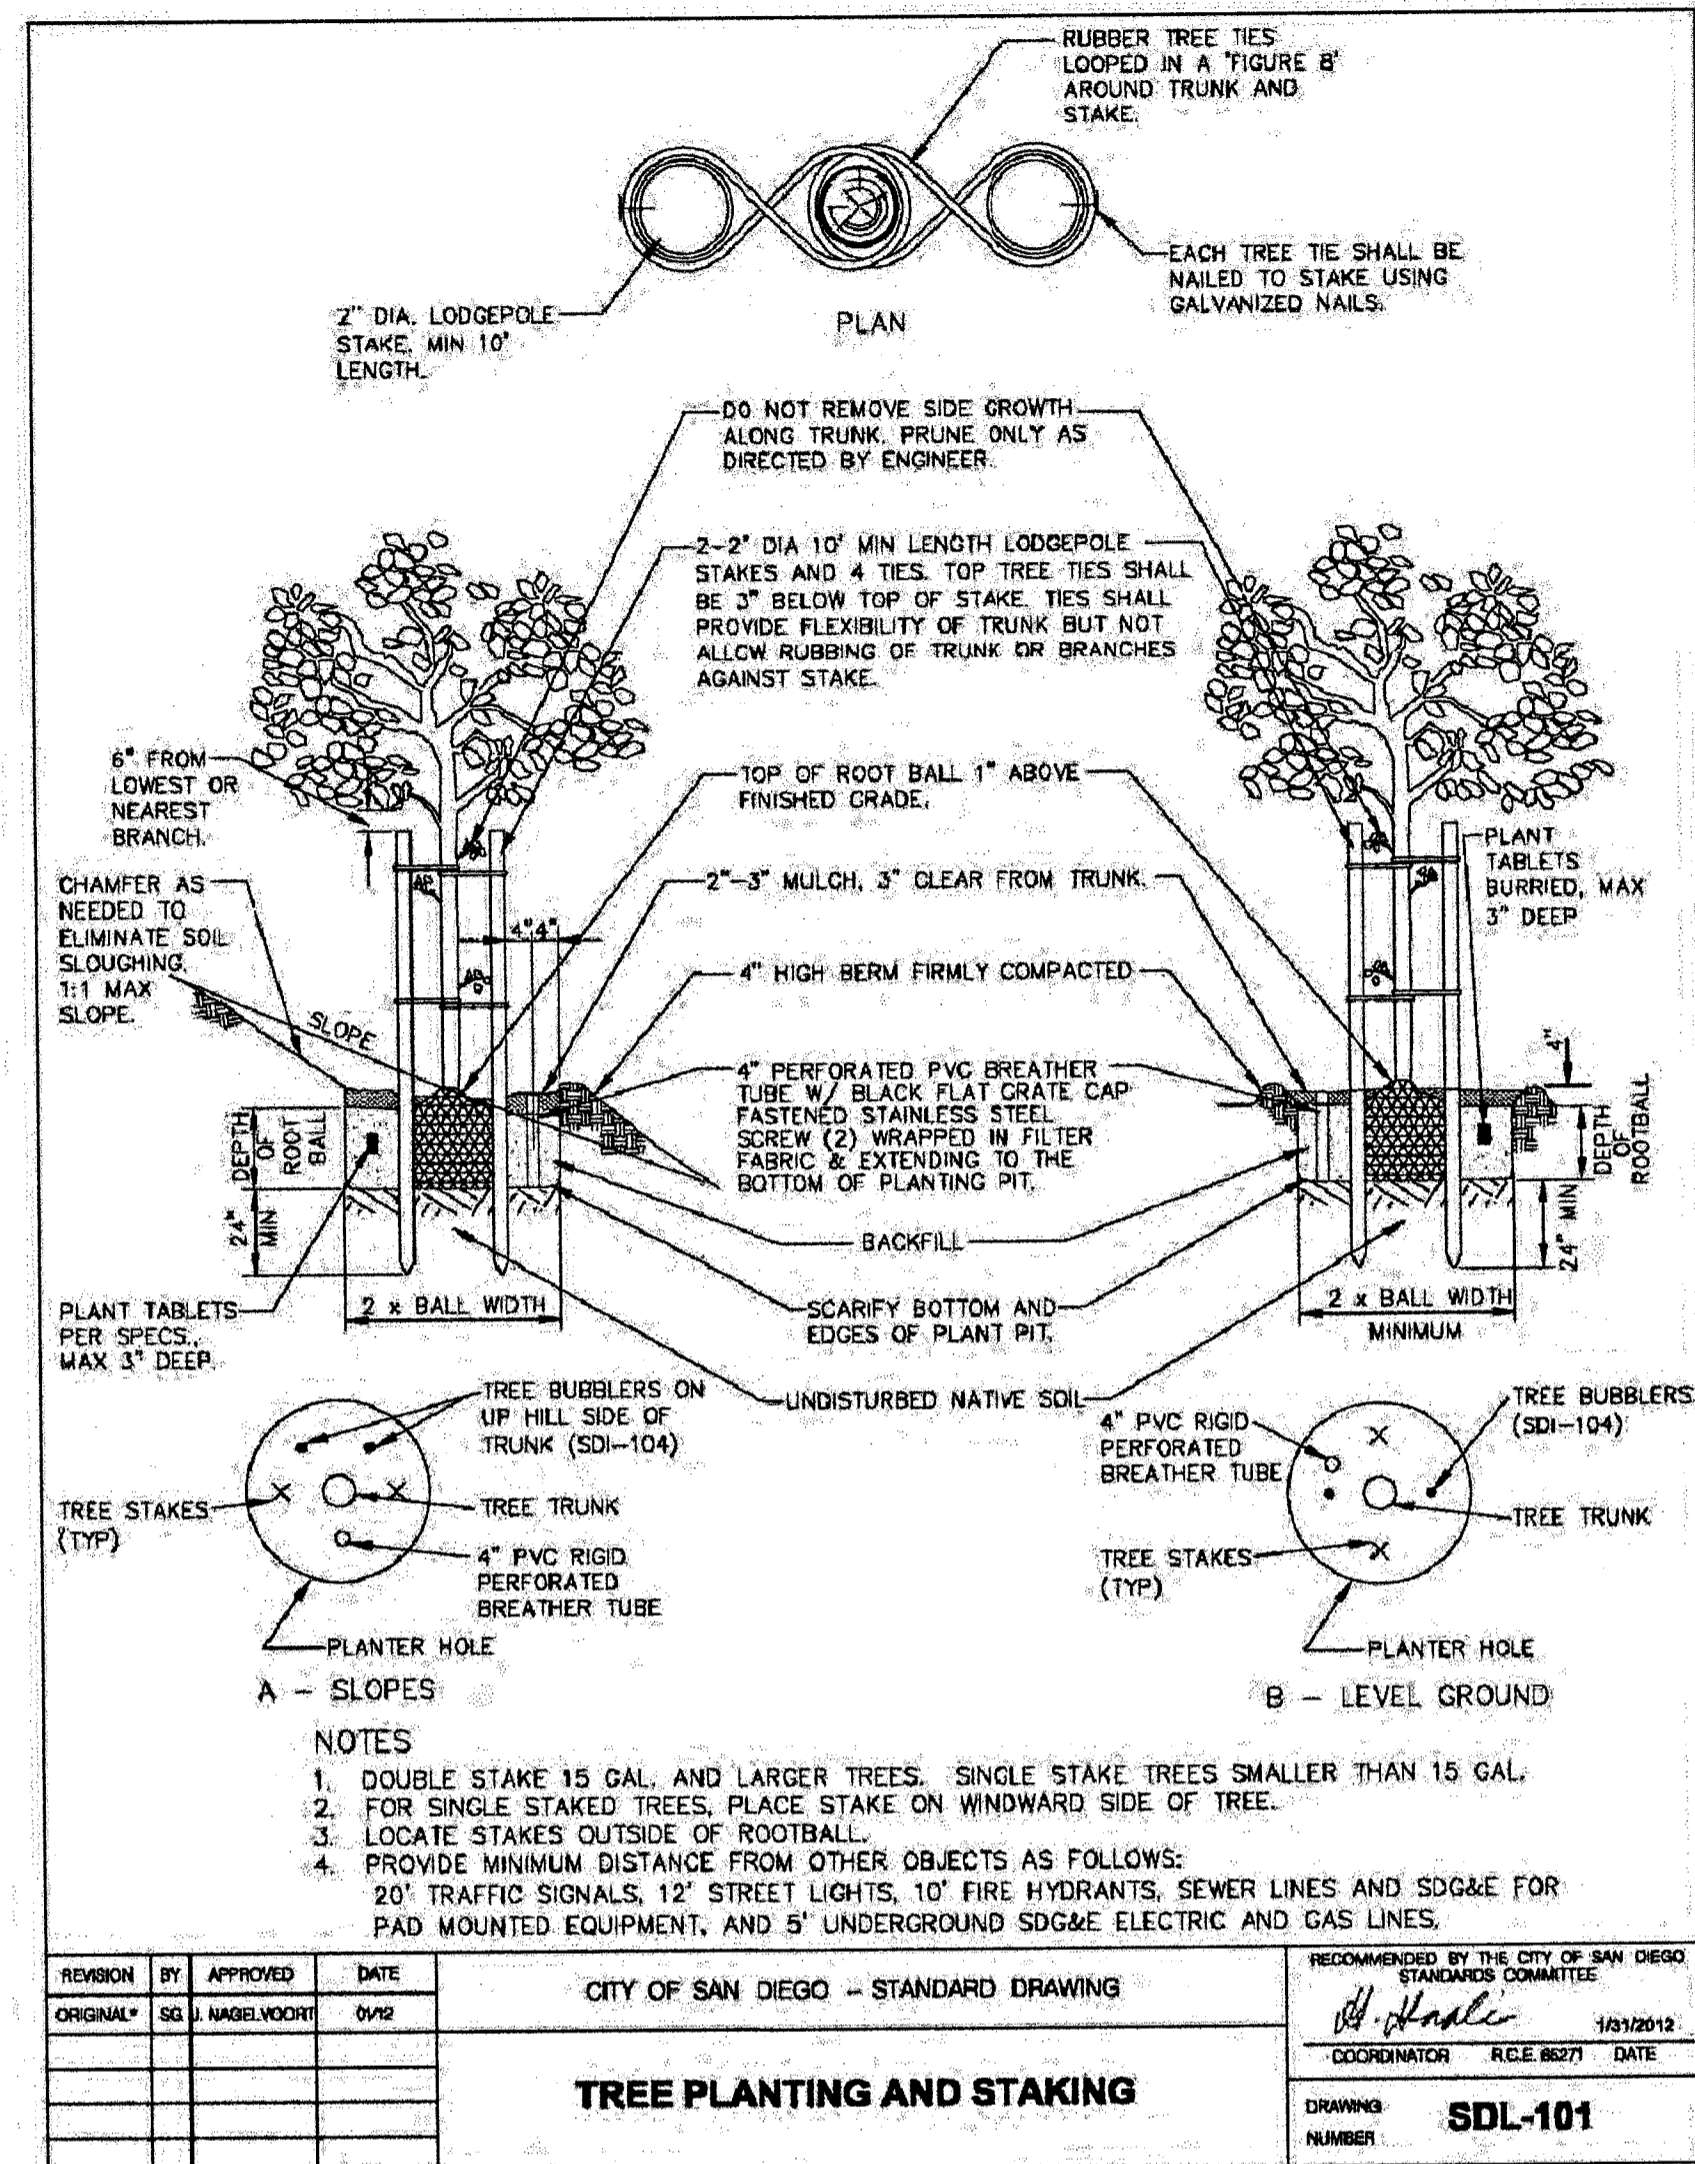 RUBBER TREE TIES
LOOPED IN A 'FIGURE 8'
AROUND TRUNK AND
STAKE.
EACH TREE TIE SHALL BE
NAILED TO STAKE USING
GALVANIZED NAILS.
2" DIA. LODGEPOLE
STAKE, MIN 10'
LENGTH.
PLAN
DO NOT REMOVE SIDE GROWTH
ALONG TRUNK. PRUNE ONLY AS
DIRECTED BY ENGINEER.
2-2" DIA 10' MIN LENGTH LODGEPOLE
STAKES AND 4 TIES. TOP TREE TIES SHALL
BE 3" BELOW TOP OF STAKE. TIES SHALL
PROVIDE FLEXIBILITY OF TRUNK BUT NOT
ALLOW RUBBING OF TRUNK OR BRANCHES
AGAINST STAKE.
6" FROM
LOWEST OR
NEAREST
BRANCH.
TOP OF ROOT BALL 1" ABOVE
FINISHED GRADE.
PLANT
TABLETS
BURRIED, MAX
3" DEEP
CHAMFER AS
NEEDED TO
ELIMINATE SOIL
SLOUGHING,
1:1 MAX
SLOPE.
2"-3" MULCH, 3" CLEAR FROM TRUNK.
4" 4"
4" HIGH BERM FIRMLY COMPACTED
SLOPE
4" PERFORATED PVC BREATHER
TUBE W/ BLACK FLAT GRATE CAP
FASTENED STAINLESS STEEL
SCREW (2) WRAPPED IN FILTER
FABRIC & EXTENDING TO THE
BOTTOM OF PLANTING PIT.
DEPTH
OF
ROOT
BALL
24"
MIN
4"
DEPTH
OF
ROOTBALL
24" MIN
BACKFILL
PLANT TABLETS
PER SPECS.,
MAX 3" DEEP.
2 x BALL WIDTH
SCARIFY BOTTOM AND
EDGES OF PLANT PIT.
2 x BALL WIDTH
MINIMUM
UNDISTURBED NATIVE SOIL
TREE BUBBLERS ON
UP HILL SIDE OF
TRUNK (SDI-104)
TREE STAKES
(TYP)
TREE TRUNK
4" PVC RIGID
PERFORATED
BREATHER TUBE
PLANTER HOLE
A - SLOPES
4" PVC RIGID
PERFORATED
BREATHER TUBE
TREE BUBBLERS
(SDI-104)
TREE TRUNK
TREE STAKES
(TYP)
PLANTER HOLE
B - LEVEL GROUND
NOTES
1. DOUBLE STAKE 15 GAL. AND LARGER TREES. SINGLE STAKE TREES SMALLER THAN 15 GAL.
2. FOR SINGLE STAKED TREES, PLACE STAKE ON WINDWARD SIDE OF TREE.
3. LOCATE STAKES OUTSIDE OF ROOTBALL.
4. PROVIDE MINIMUM DISTANCE FROM OTHER OBJECTS AS FOLLOWS:
20' TRAFFIC SIGNALS, 12' STREET LIGHTS, 10' FIRE HYDRANTS, SEWER LINES AND SDG&E FOR
PAD MOUNTED EQUIPMENT, AND 5' UNDERGROUND SDG&E ELECTRIC AND GAS LINES.
REVISION BY APPROVED DATE
ORIGINAL* SG J. NAGELVOORT 01/12
CITY OF SAN DIEGO - STANDARD DRAWING
TREE PLANTING AND STAKING
RECOMMENDED BY THE CITY OF SAN DIEGO
STANDARDS COMMITTEE
1/31/2012
COORDINATOR R.C.E. 65271 DATE
DRAWING
NUMBER
SDL-101